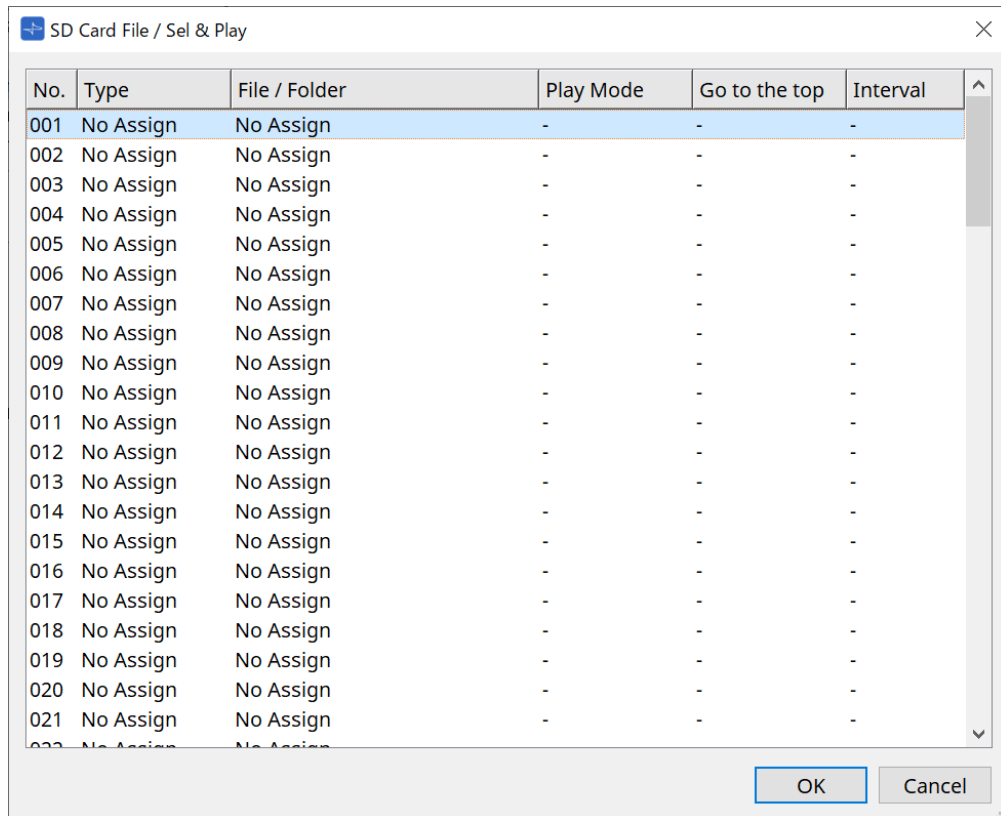 SD Card File / Sel & Play
No. Type File / Folder Play Mode Go to the top Interval
001 No Assign No Assign - - -
002 No Assign No Assign - - -
003 No Assign No Assign - - -
004 No Assign No Assign - - -
005 No Assign No Assign - - -
006 No Assign No Assign - - -
007 No Assign No Assign - - -
008 No Assign No Assign - - -
009 No Assign No Assign - - -
010 No Assign No Assign - - -
011 No Assign No Assign - - -
012 No Assign No Assign - - -
013 No Assign No Assign - - -
014 No Assign No Assign - - -
015 No Assign No Assign - - -
016 No Assign No Assign - - -
017 No Assign No Assign - - -
018 No Assign No Assign - - -
019 No Assign No Assign - - -
020 No Assign No Assign - - -
021 No Assign No Assign - - -
022 No Assign No Assign
OK Cancel